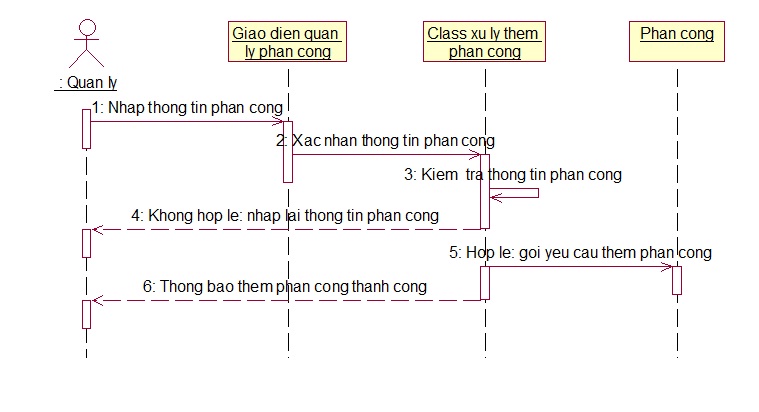 Giao dien quan
ly phan cong
Class xu ly them
phan cong
Phan cong
: Quan ly
1: Nhap thong tin phan cong
2: Xac nhan thong tin phan cong
3: Kiem tra thong tin phan cong
4: Khong hop le: nhap lai thong tin phan cong
5: Hop le: goi yeu cau them phan cong
6: Thong bao them phan cong thanh cong